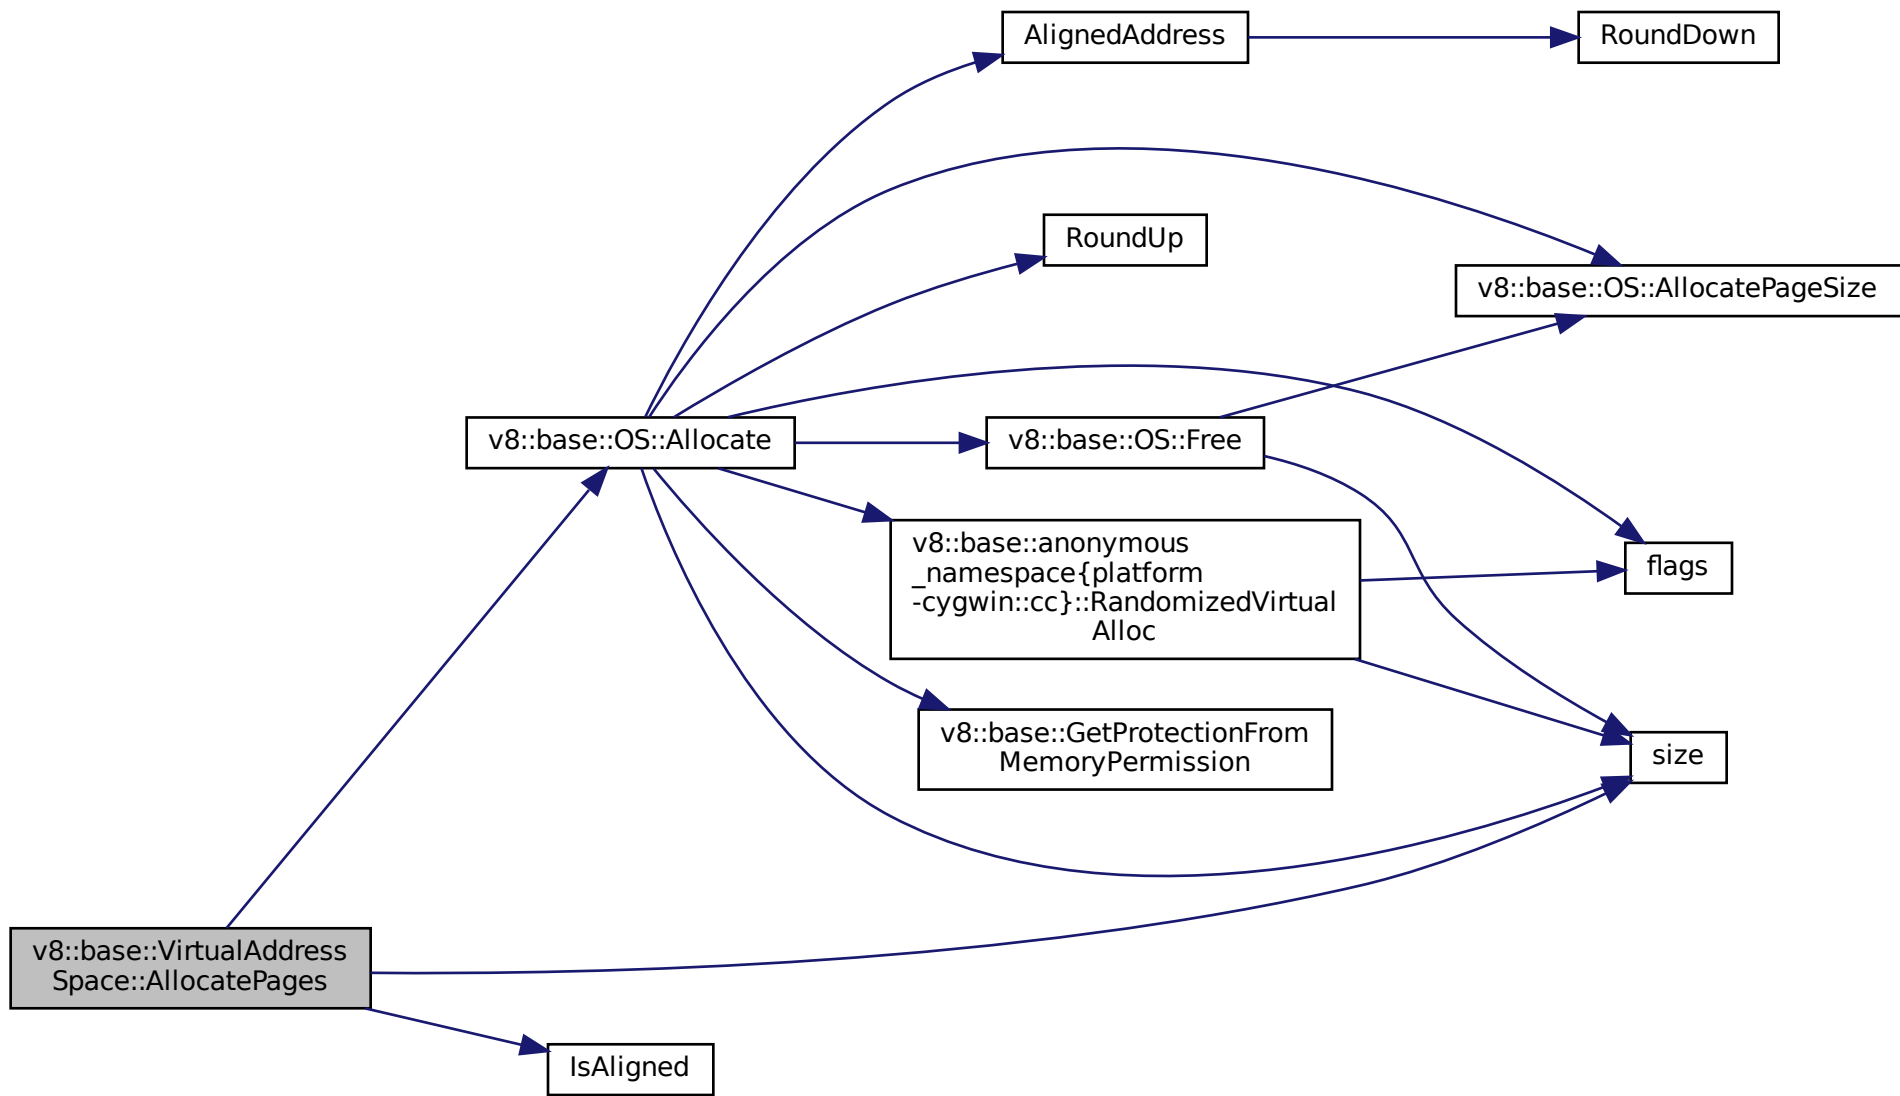 AlignedAddress
RoundDown
RoundUp
v8::base::OS::AllocatePageSize
v8::base::OS::Allocate
v8::base::OS::Free
v8::base::anonymous
_namespace{platform
-cygwin::cc}::RandomizedVirtual
Alloc
flags
v8::base::GetProtectionFrom
MemoryPermission
size
v8::base::VirtualAddress
Space::AllocatePages
IsAligned